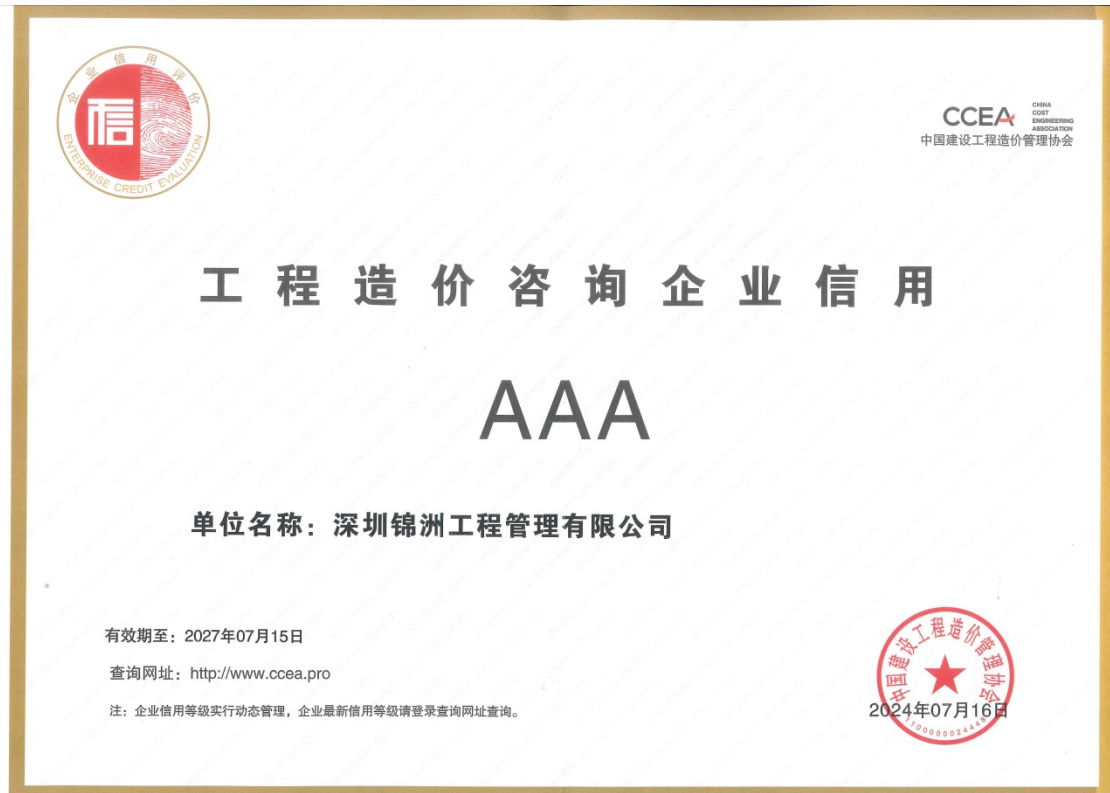 企业信用评价
信
ENTERPRISE CREDIT EVALUATION
CCEA
CHINA
COST
ENGINEERING
ASSOCIATION
中国建设工程造价管理协会
工程造价咨询企业信用
AAA
单位名称：深圳锦洲工程管理有限公司
有效期至：2027年07月15日
查询网址：http://www.ccea.pro
注：企业信用等级实行动态管理，企业最新信用等级请登录查询网址查询。
中国建设工程造价管理协会
2024年07月16日